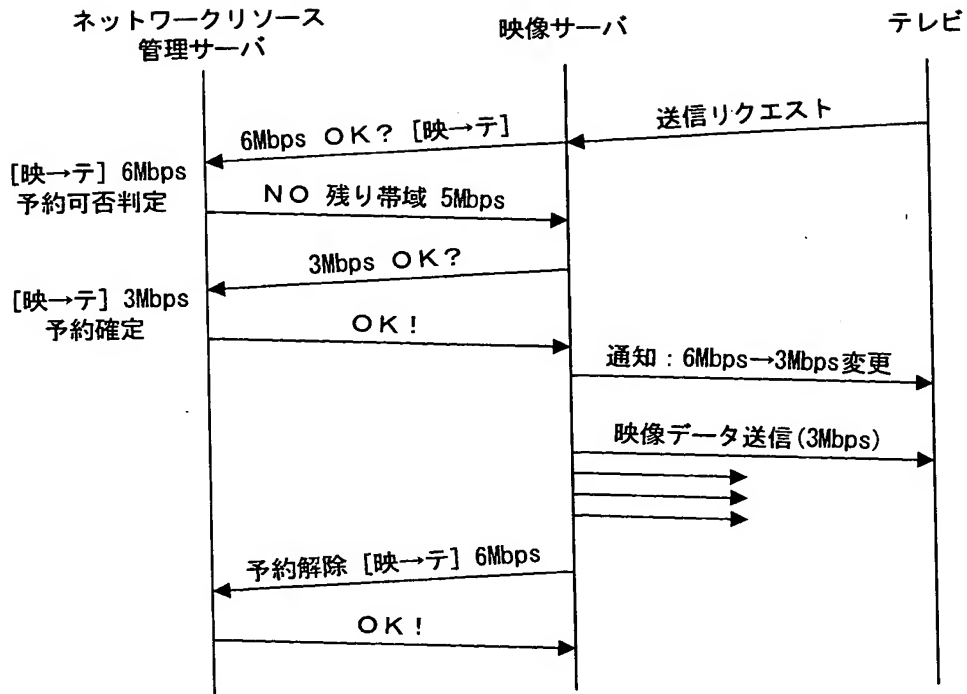 ネットワークリソース
管理サーバ
映像サーバ
テレビ
送信リクエスト
6Mbps OK? [映→テ]
[映→テ] 6Mbps
予約可否判定
NO 残り帯域 5Mbps
3Mbps OK?
[映→テ] 3Mbps
予約確定
OK!
通知:6Mbps→3Mbps変更
映像データ送信(3Mbps)
予約解除 [映→テ] 6Mbps
OK!